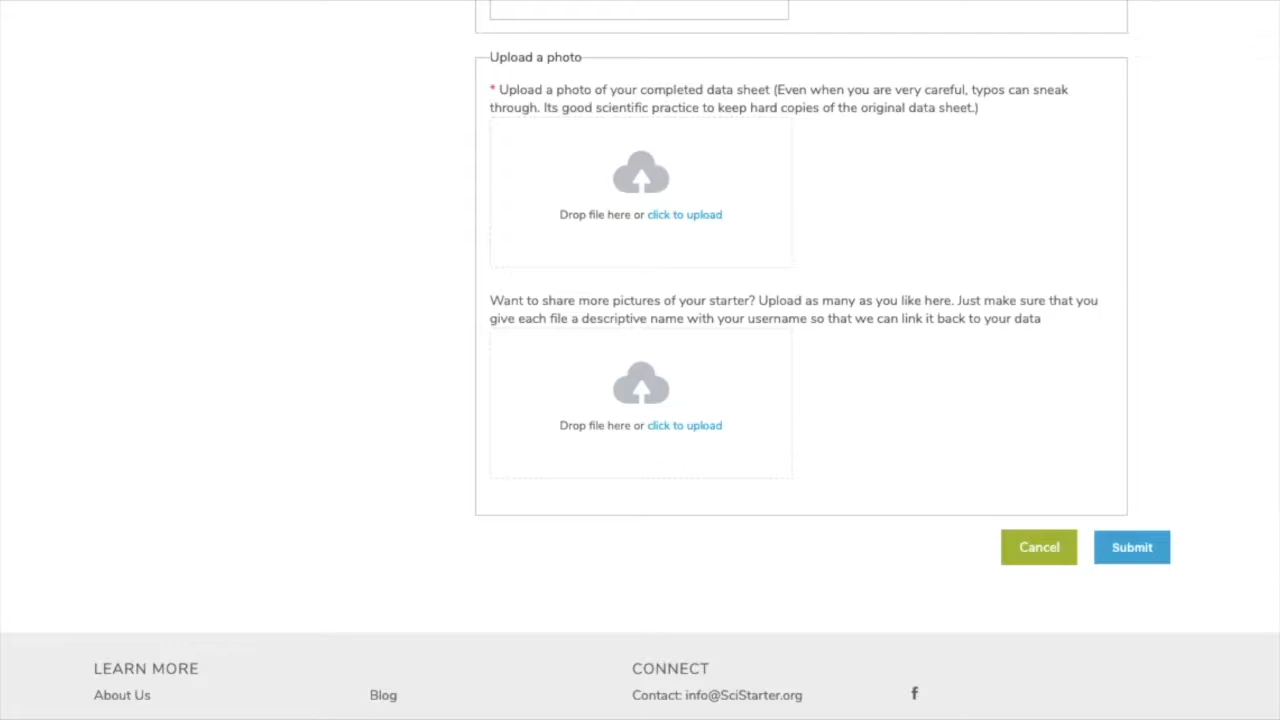 Upload a photo
* Upload a photo of your completed data sheet (Even when you are very careful, typos can sneak
through. Its good scientific practice to keep hard copies of the original data sheet.)
Drop file here or click to upload
Want to share more pictures of your starter? Upload as many as you like here. Just make sure that you
give each file a descriptive name with your username so that we can link it back to your data
Drop file here or click to upload
Cancel Submit
LEARN MORE CONNECT
About Us Blog Contact: info@SciStarter.org f